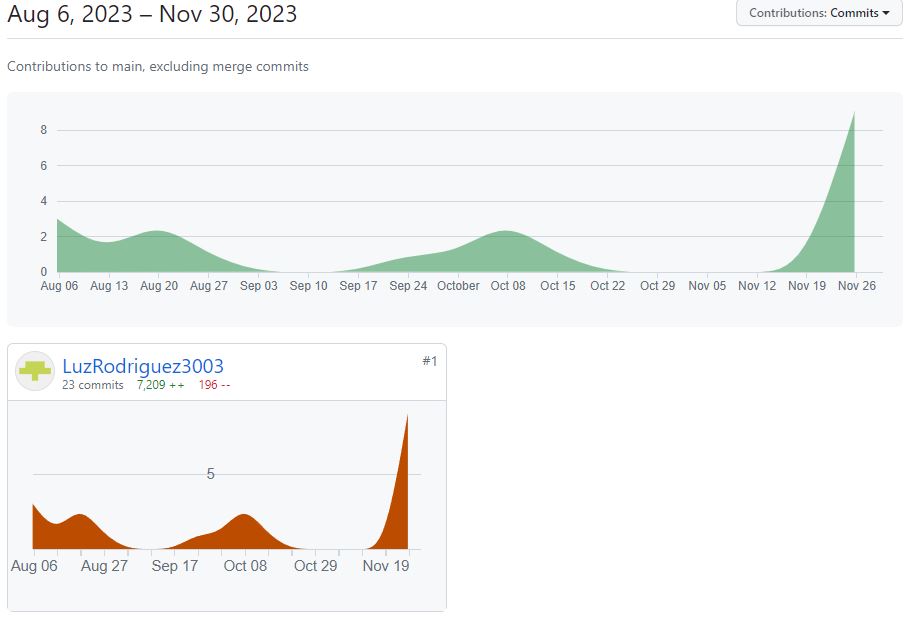 Aug 6, 2023 – Nov 30, 2023
Contributions: Commits
Contributions to main, excluding merge commits
8
6
4
2
0
Aug 06 Aug 13 Aug 20 Aug 27 Sep 03 Sep 10 Sep 17 Sep 24 October Oct 08 Oct 15 Oct 22 Oct 29 Nov 05 Nov 12 Nov 19 Nov 26
LuzRodriguez3003 #1
23 commits 7,209 ++ 196 --
5
Aug 06 Aug 27 Sep 17 Oct 08 Oct 29 Nov 19